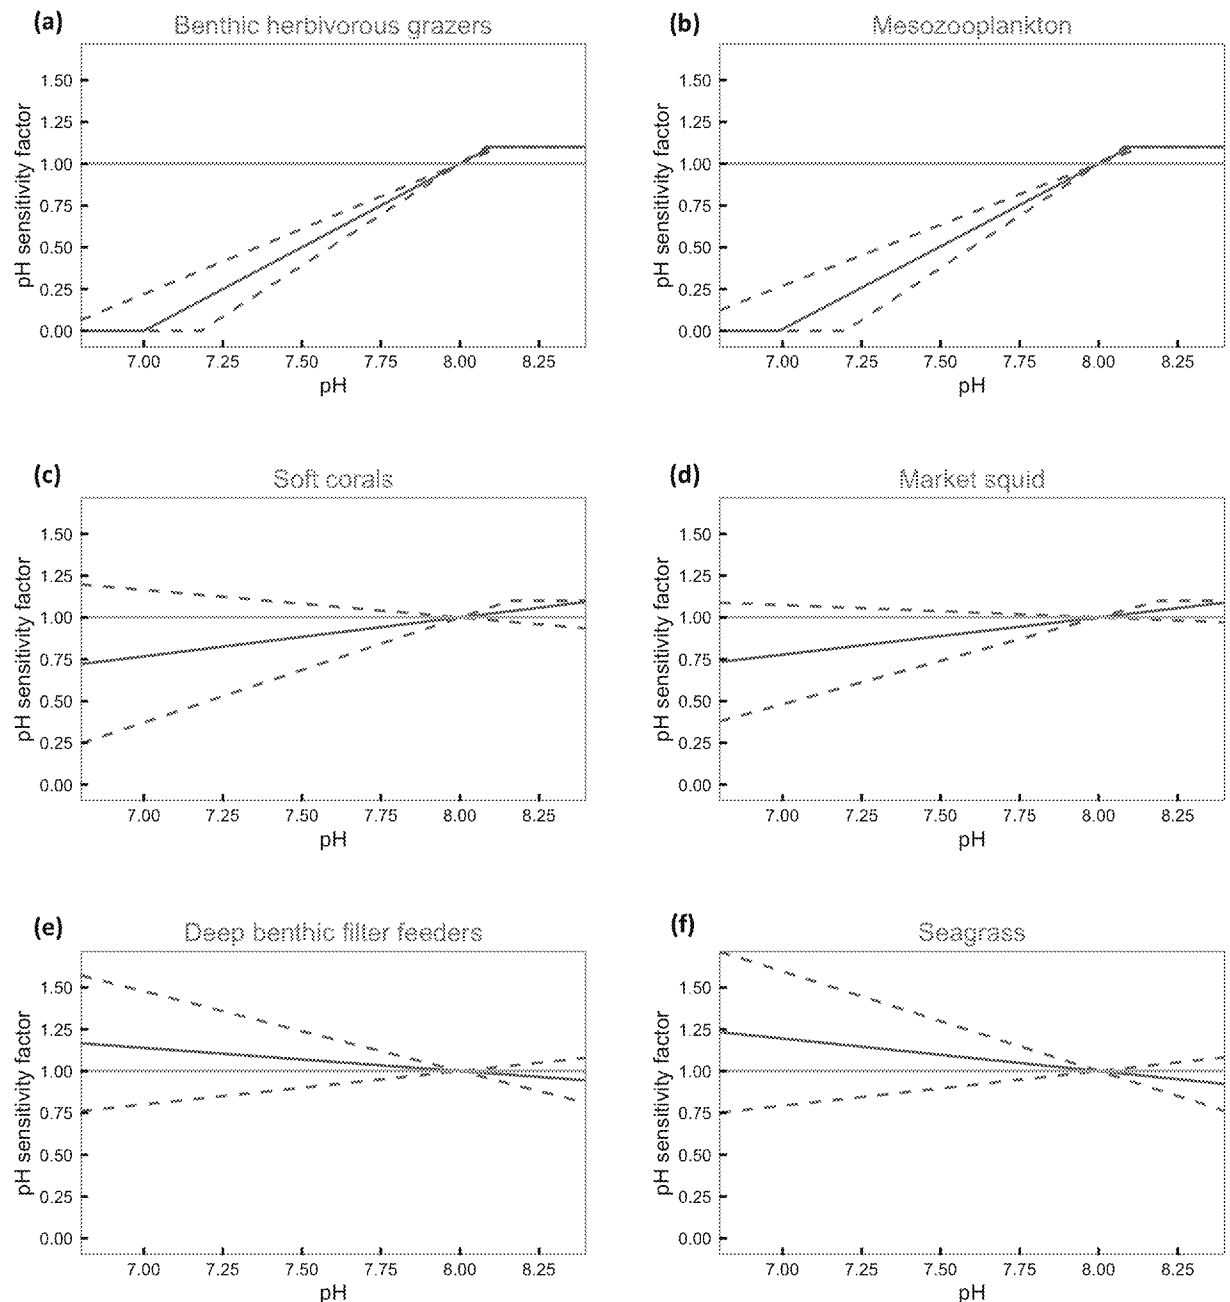 (a) Benthic herbivorous grazers
pH sensitivity factor
1.50
1.25
1.00
0.75
0.50
0.25
0.00
7.00 7.25 7.50 7.75 8.00 8.25
pH
(b) Mesozooplankton
pH sensitivity factor
1.50
1.25
1.00
0.75
0.50
0.25
0.00
7.00 7.25 7.50 7.75 8.00 8.25
pH
(c) Soft corals
pH sensitivity factor
1.50
1.25
1.00
0.75
0.50
0.25
0.00
7.00 7.25 7.50 7.75 8.00 8.25
pH
(d) Market squid
pH sensitivity factor
1.50
1.25
1.00
0.75
0.50
0.25
0.00
7.00 7.25 7.50 7.75 8.00 8.25
pH
(e) Deep benthic filter feeders
pH sensitivity factor
1.50
1.25
1.00
0.75
0.50
0.25
0.00
7.00 7.25 7.50 7.75 8.00 8.25
pH
(f) Seagrass
pH sensitivity factor
1.50
1.25
1.00
0.75
0.50
0.25
0.00
7.00 7.25 7.50 7.75 8.00 8.25
pH